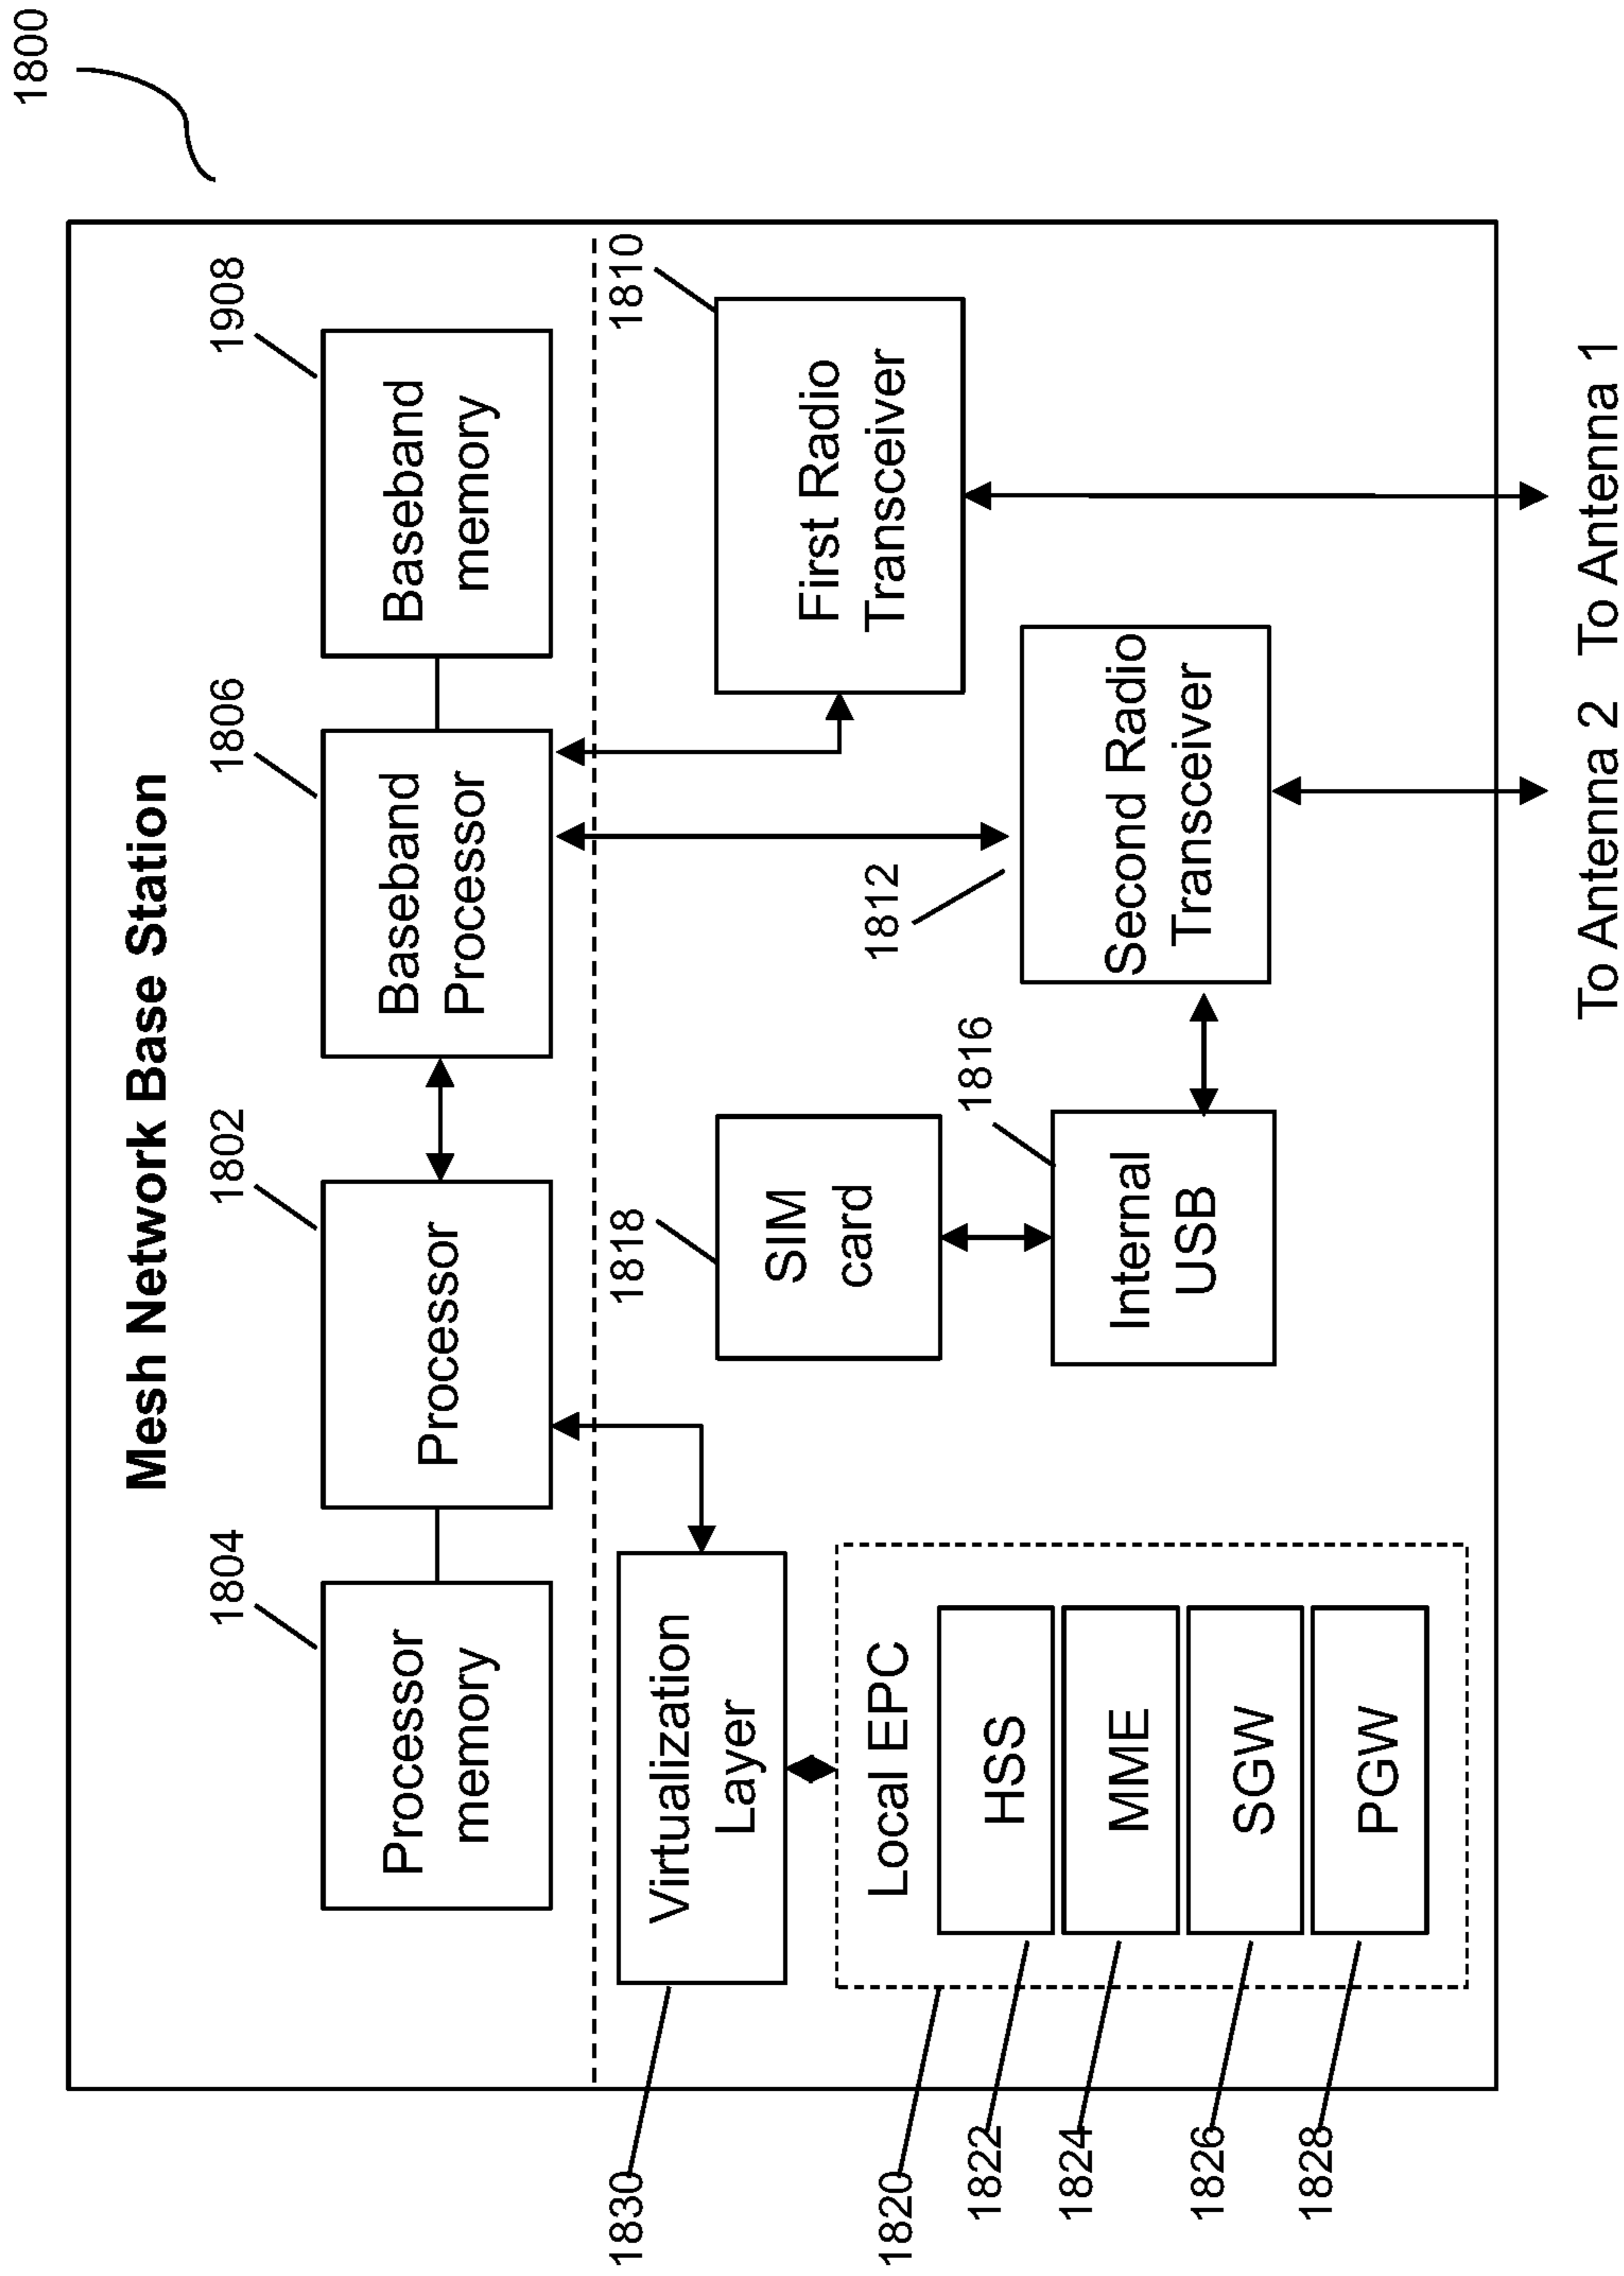 1800
Mesh Network Base Station
1804
1802
1806
1908
Processor
memory
Processor
Baseband
Processor
Baseband
memory
1830
Virtualization
Layer
1818
SIM
card
1810
First Radio
Transceiver
1812
1820
Local EPC
1822
HSS
1824
MME
1826
SGW
1828
PGW
1816
Internal
USB
Second Radio
Transceiver
To Antenna 2
To Antenna 1